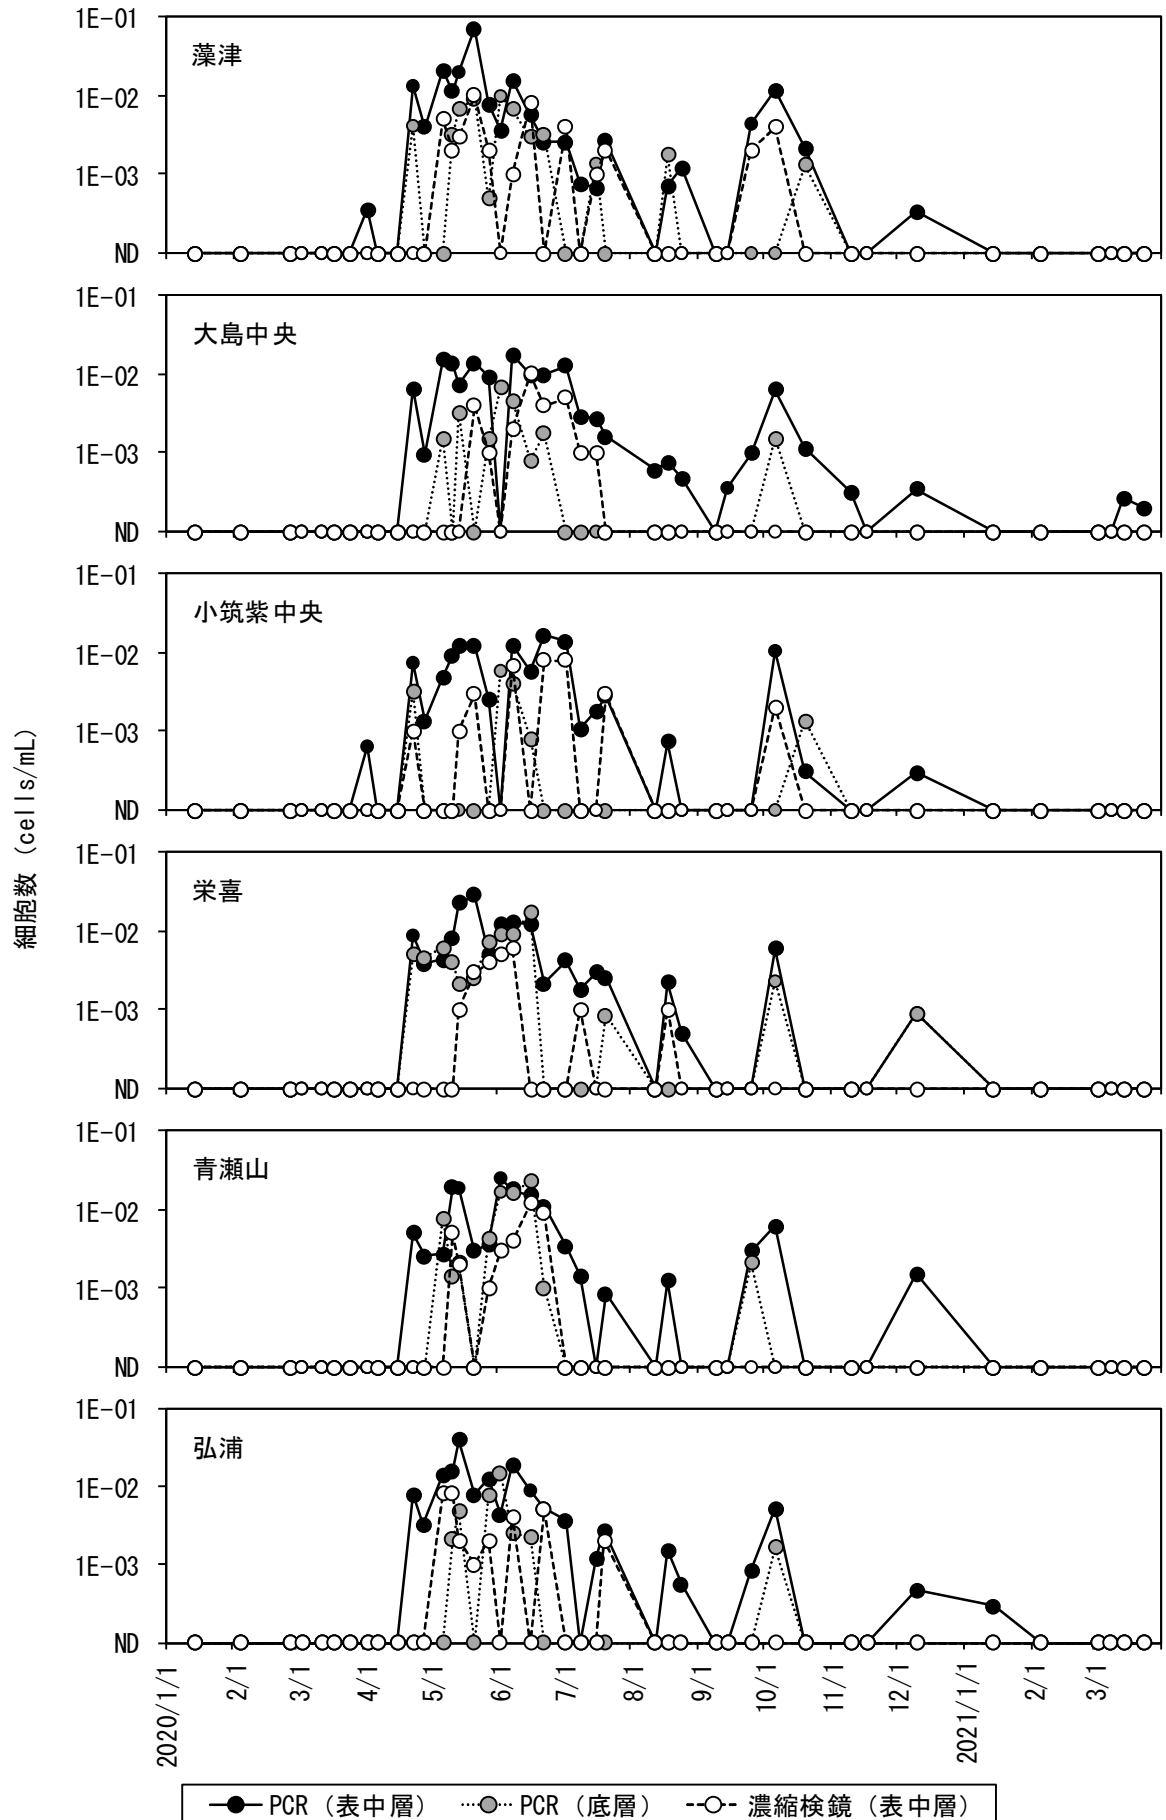 細胞数 (cells/mL)
藻津
1E-01
1E-02
1E-03
ND
大島中央
1E-01
1E-02
1E-03
ND
小筑紫中央
1E-01
1E-02
1E-03
ND
栄喜
1E-01
1E-02
1E-03
ND
青瀬山
1E-01
1E-02
1E-03
ND
弘浦
1E-01
1E-02
1E-03
ND
2020/1/1
2/1
3/1
4/1
5/1
6/1
7/1
8/1
9/1
10/1
11/1
12/1
2021/1/1
2/1
3/1
PCR (表中層) PCR (底層) 濃縮検鏡 (表中層)